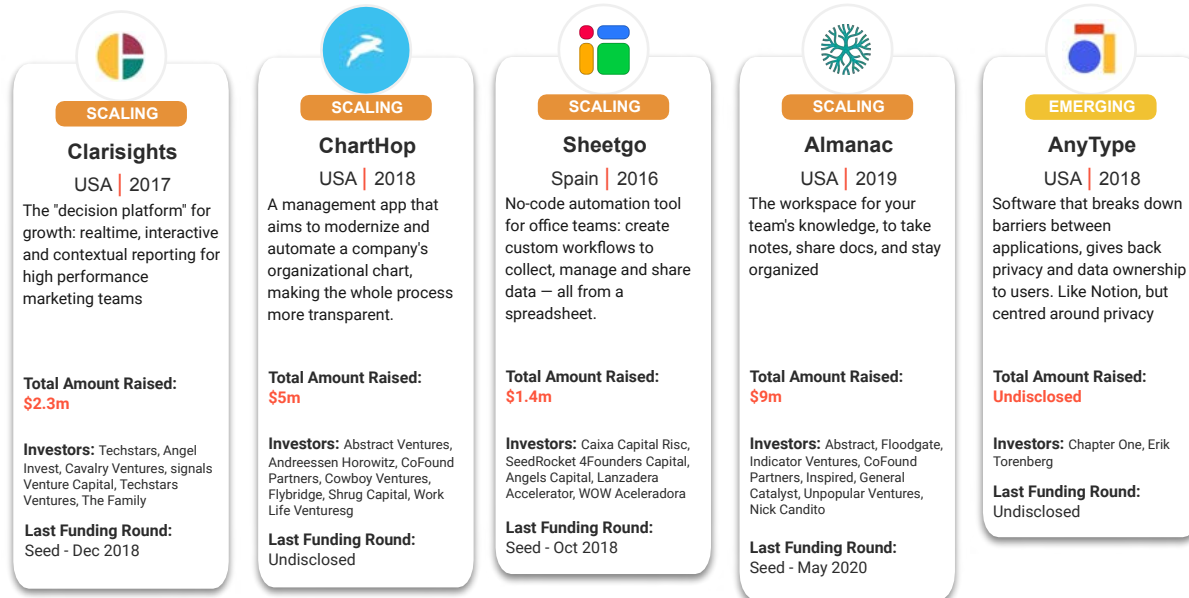 SCALING
Clarisights
USA | 2017
The "decision platform" for
growth: realtime, interactive
and contextual reporting for
high performance
marketing teams
Total Amount Raised:
$2.3m
Investors: Techstars, Angel
Invest, Cavalry Ventures, signals
Venture Capital, Techstars
Ventures, The Family
Last Funding Round:
Seed - Dec 2018
SCALING
ChartHop
USA | 2018
A management app that
aims to modernize and
automate a company's
organizational chart,
making the whole process
more transparent.
Total Amount Raised:
$5m
Investors: Abstract Ventures,
Andreessen Horowitz, CoFound
Partners, Cowboy Ventures,
Flybridge, Shrug Capital, Work
Life Venturesg
Last Funding Round:
Undisclosed
SCALING
Sheetgo
Spain | 2016
No-code automation tool
for office teams: create
custom workflows to
collect, manage and share
data — all from a
spreadsheet.
Total Amount Raised:
$1.4m
Investors: Caixa Capital Risc,
SeedRocket 4Founders Capital,
Angels Capital, Lanzadera
Accelerator, WOW Aceleradora
Last Funding Round:
Seed - Oct 2018
SCALING
Almanac
USA | 2019
The workspace for your
team's knowledge, to take
notes, share docs, and stay
organized
Total Amount Raised:
$9m
Investors: Abstract, Floodgate,
Indicator Ventures, CoFound
Partners, Inspired, General
Catalyst, Unpopular Ventures,
Nick Candito
Last Funding Round:
Seed - May 2020
EMERGING
AnyType
USA | 2018
Software that breaks down
barriers between
applications, gives back
privacy and data ownership
to users. Like Notion, but
centred around privacy
Total Amount Raised:
Undisclosed
Investors: Chapter One, Erik
Torenberg
Last Funding Round:
Undisclosed